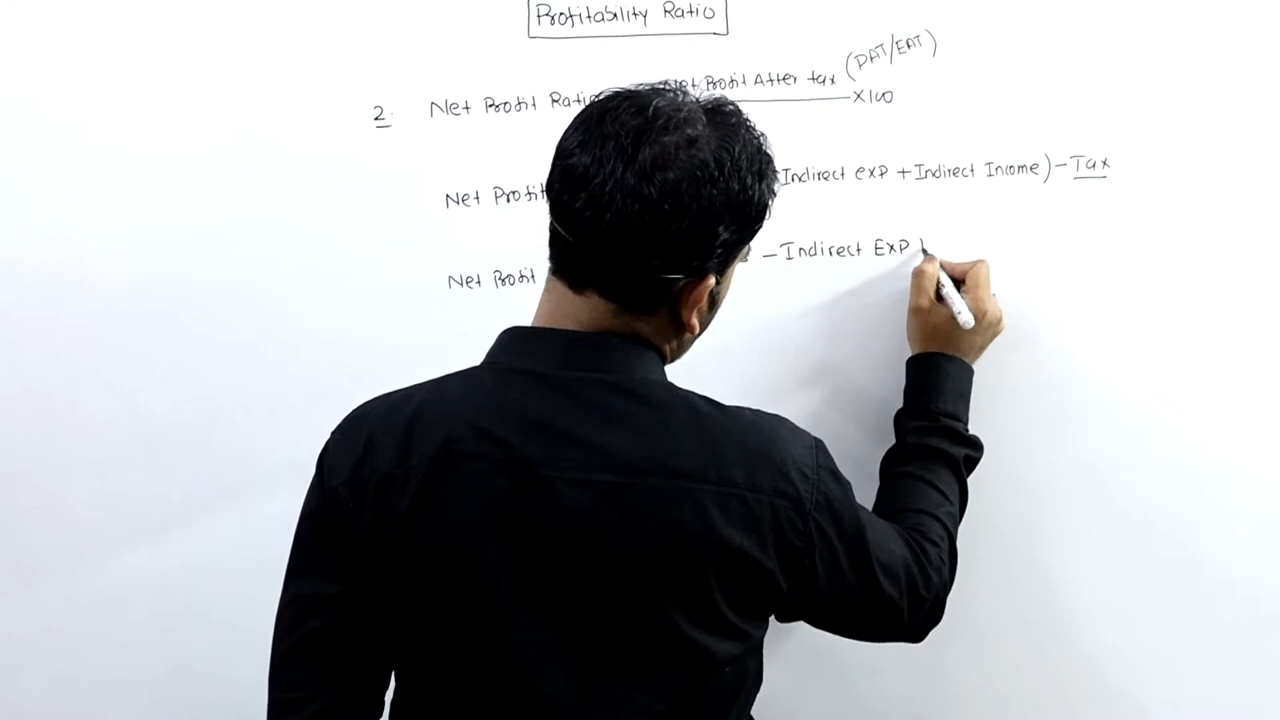 Profitability Ratio
(PAT/EAT)
2. Net Profit Ratio Net Profit After tax
X100
Net Profit Indirect exp + Indirect Income) - Tax
Net Profit - Indirect Exp